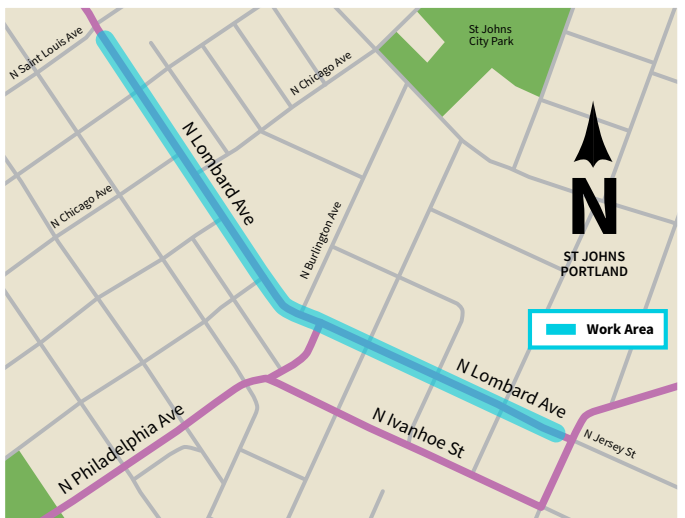 St Johns
City Park
N Saint Louis Ave
N Chicago Ave
N Lombard Ave
N Chicago Ave
N Burlington Ave
N
ST JOHNS
PORTLAND
Work Area
N Lombard Ave
N Ivanhoe St
N Jersey St
N Philadelphia Ave